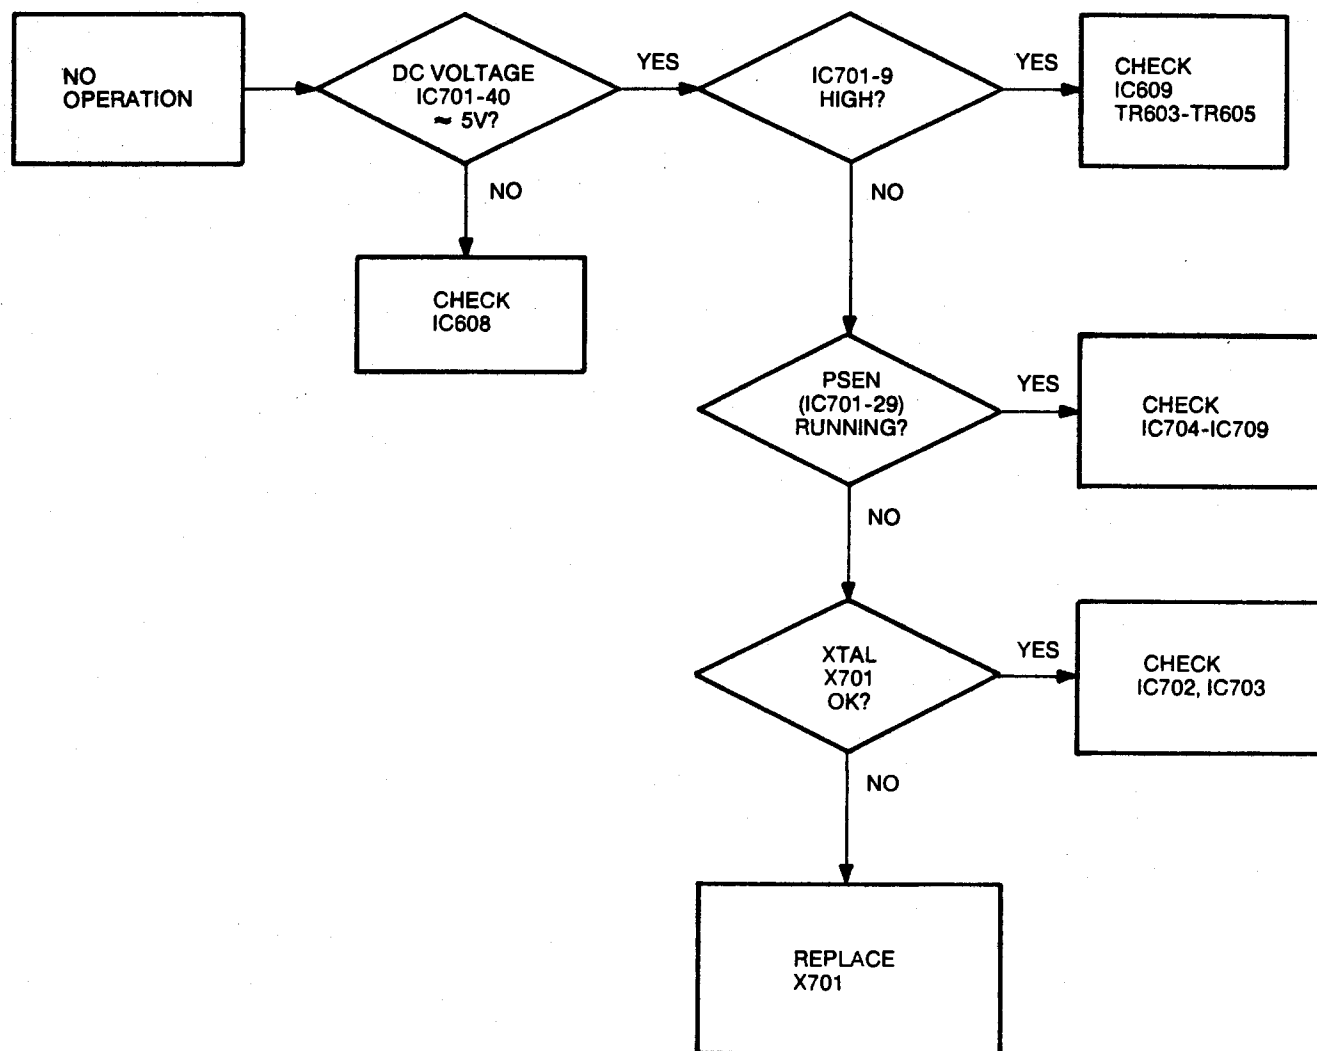 NO
OPERATION
DC VOLTAGE
IC701-40
≈ 5V?
YES
IC701-9
HIGH?
YES
CHECK
IC609
TR603-TR605
NO
NO
CHECK
IC608
PSEN
(IC701-29)
RUNNING?
YES
CHECK
IC704-IC709
NO
XTAL
X701
OK?
YES
CHECK
IC702, IC703
NO
REPLACE
X701